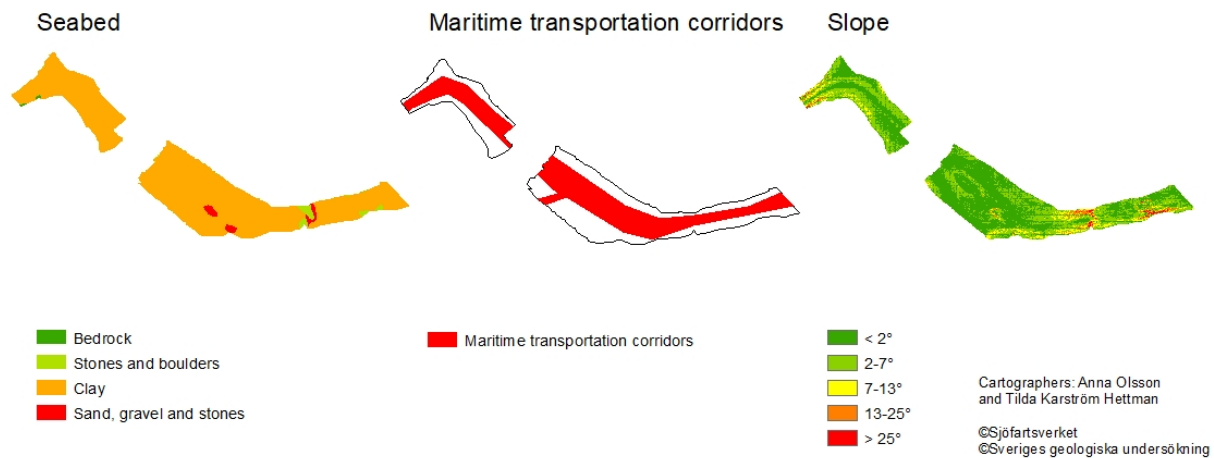 Seabed
Maritime transportation corridors
Slope
Bedrock
Stones and boulders
Clay
Sand, gravel and stones
Maritime transportation corridors
< 2°
2-7°
7-13°
13-25°
> 25°
Cartographers: Anna Olsson
and Tilda Karström Hettman
©Sjöfartsverket
©Sveriges geologiska undersökning